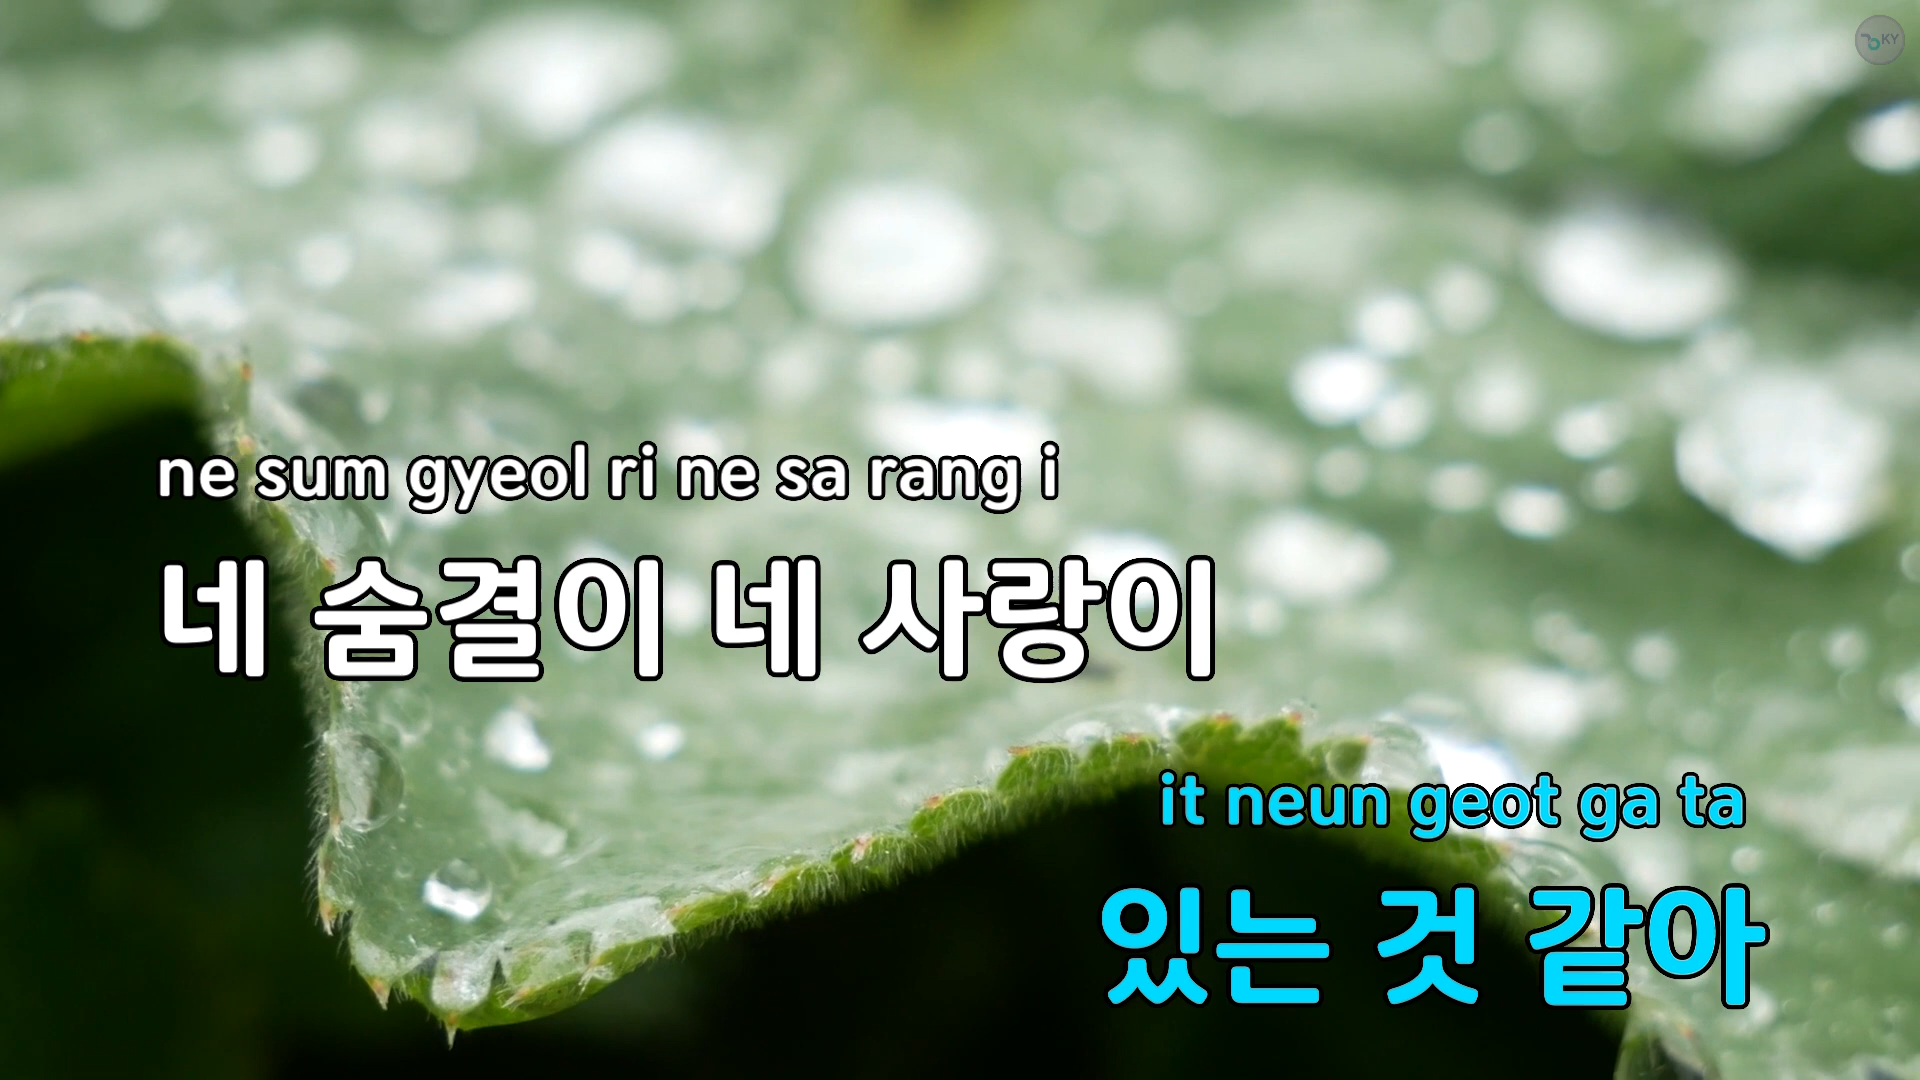 KY
ne sum gyeol ri ne sa rang i
네 숨결이 네 사랑이
it neun geot ga ta
있는 것 같아